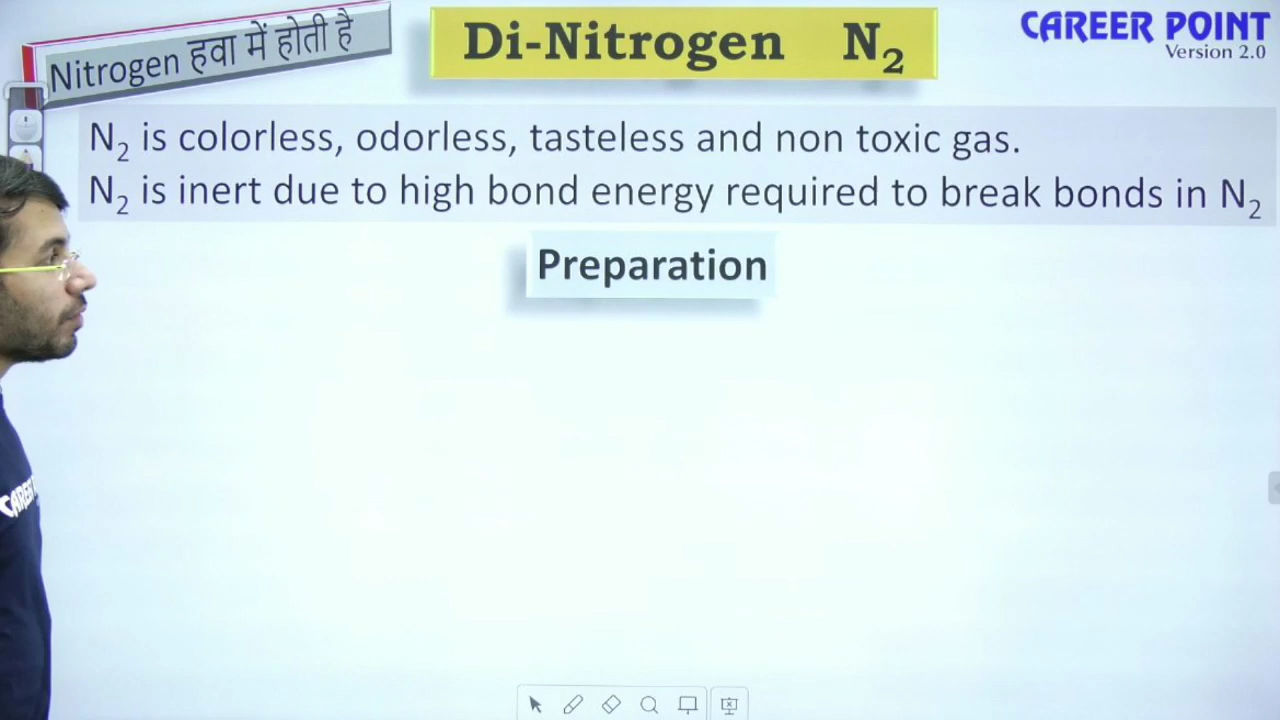 Nitrogen हवा में होती है
Di-Nitrogen N₂
CAREER POINT
Version 2.0
N₂ is colorless, odorless, tasteless and non toxic gas.
N₂ is inert due to high bond energy required to break bonds in N₂
Preparation